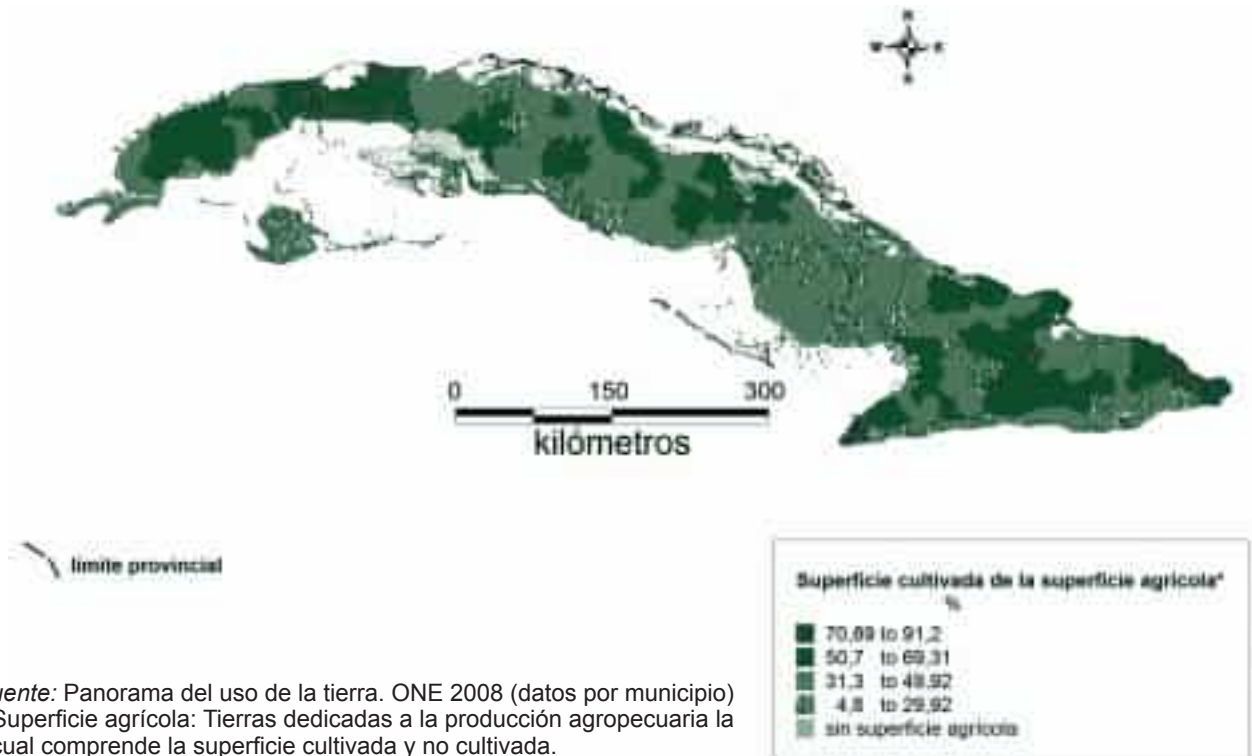 N
W E
S
0 150 300
kilómetros
límite provincial
Superficie cultivada de la superficie agrícola*
%
70,69 to 91,2
50,7 to 69,31
31,3 to 49,92
4,8 to 29,92
sin superficie agrícola
uente: Panorama del uso de la tierra. ONE 2008 (datos por municipio)
Superficie agrícola: Tierras dedicadas a la producción agropecuaria la
cual comprende la superficie cultivada y no cultivada.